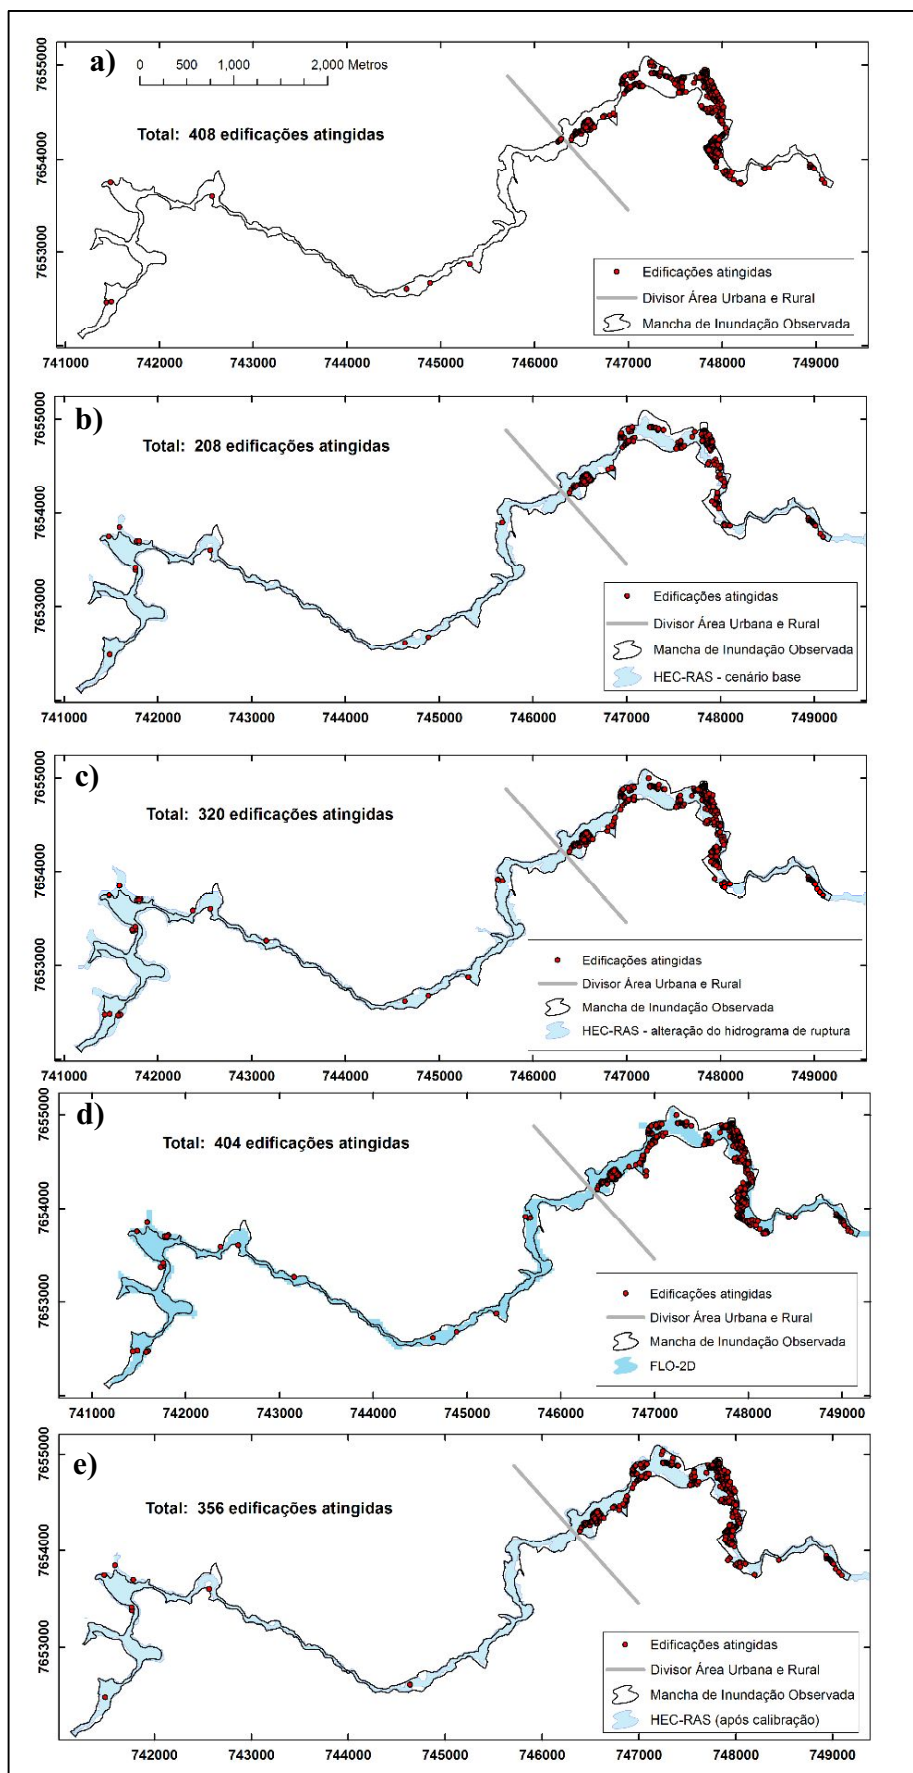 a)
0 500 1,000 2,000 Metros
Total: 408 edificações atingidas
7655000
7654000
7653000
Edificações atingidas
Divisor Área Urbana e Rural
Mancha de Inundação Observada
741000 742000 743000 744000 745000 746000 747000 748000 749000
b)
Total: 208 edificações atingidas
7655000
7654000
7653000
Edificações atingidas
Divisor Área Urbana e Rural
Mancha de Inundação Observada
HEC-RAS - cenário base
741000 742000 743000 744000 745000 746000 747000 748000 749000
c)
Total: 320 edificações atingidas
7655000
7654000
7653000
Edificações atingidas
Divisor Área Urbana e Rural
Mancha de Inundação Observada
HEC-RAS - alteração do hidrograma de ruptura
741000 742000 743000 744000 745000 746000 747000 748000 749000
d)
Total: 404 edificações atingidas
7655000
7654000
7653000
Edificações atingidas
Divisor Área Urbana e Rural
Mancha de Inundação Observada
FLO-2D
741000 742000 743000 744000 745000 746000 747000 748000 749000
e)
Total: 356 edificações atingidas
7655000
7654000
7653000
Edificações atingidas
Divisor Área Urbana e Rural
Mancha de Inundação Observada
HEC-RAS (após calibração)
742000 743000 744000 745000 746000 747000 748000 749000